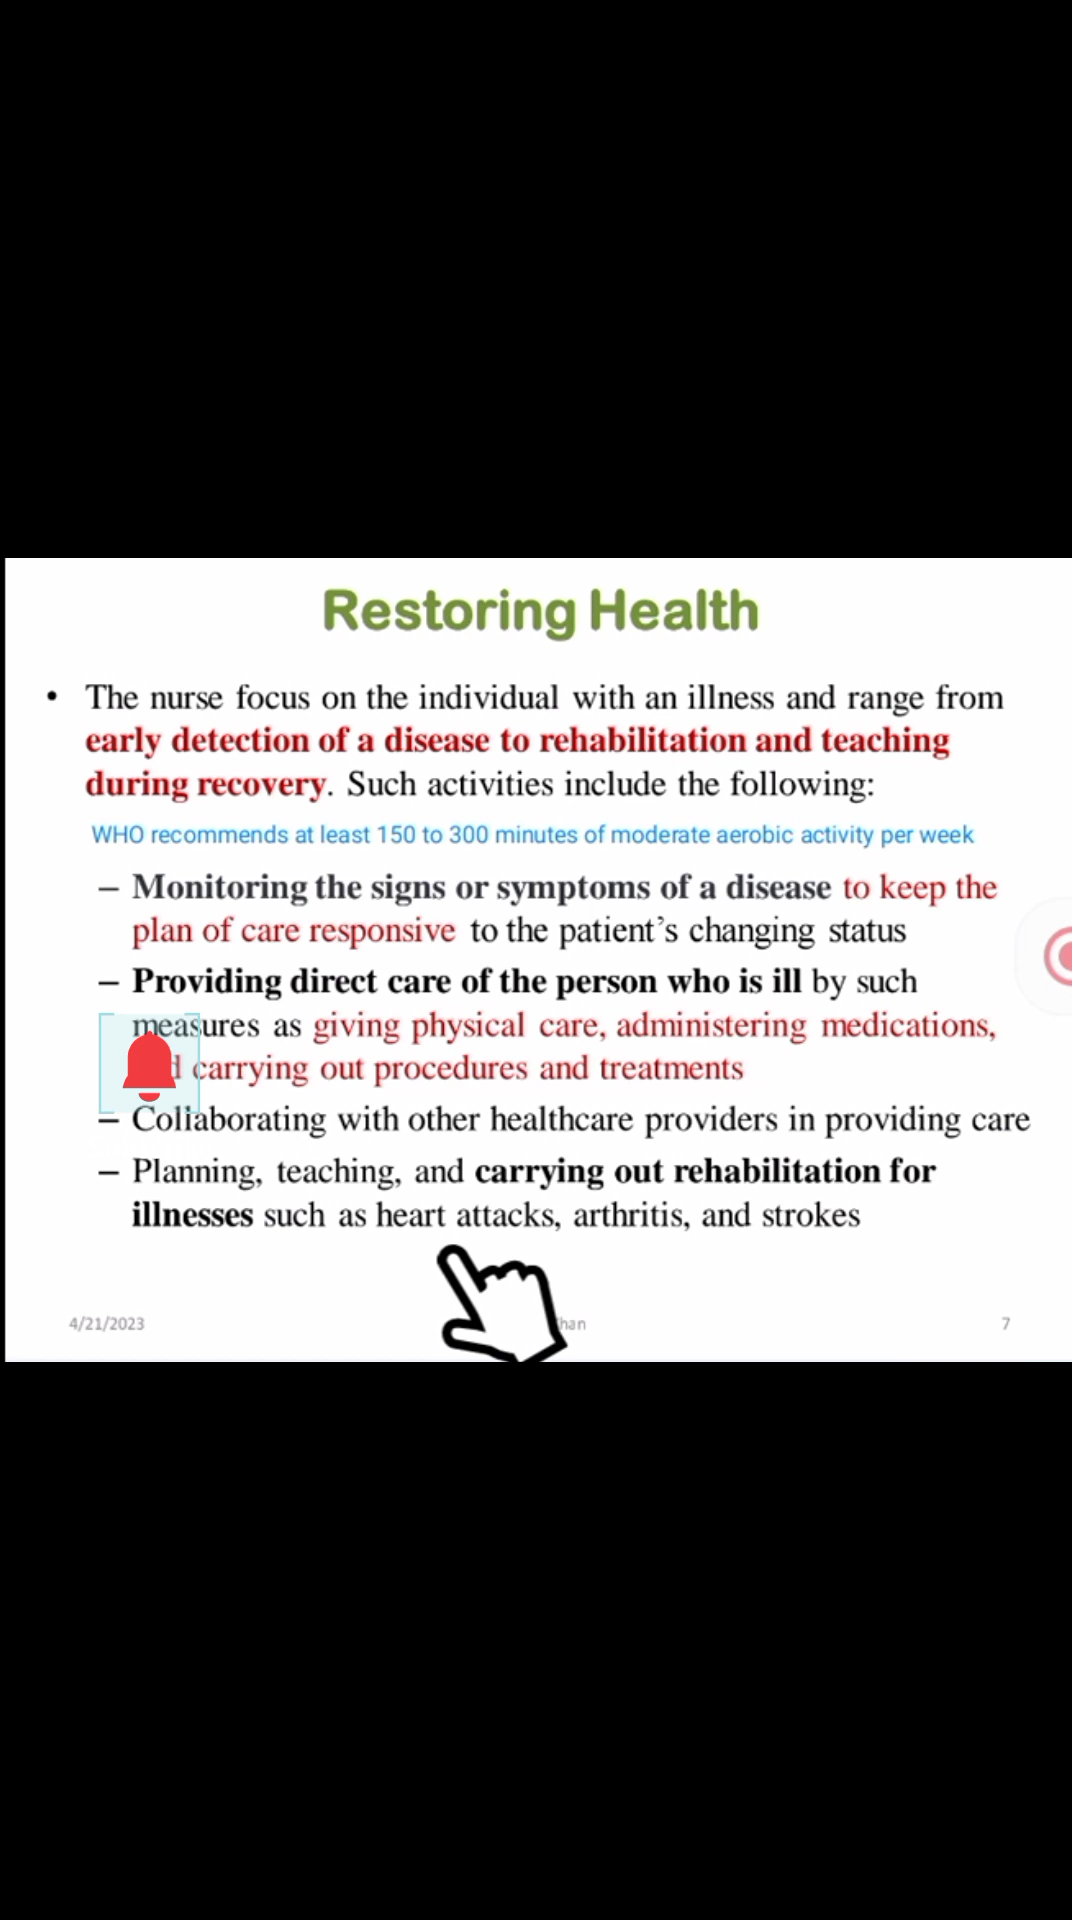 Restoring Health
• The nurse focus on the individual with an illness and range from
early detection of a disease to rehabilitation and teaching
during recovery. Such activities include the following:
WHO recommends at least 150 to 300 minutes of moderate aerobic activity per week
– Monitoring the signs or symptoms of a disease to keep the
plan of care responsive to the patient’s changing status
– Providing direct care of the person who is ill by such
measures as giving physical care, administering medications,
carrying out procedures and treatments
– Collaborating with other healthcare providers in providing care
– Planning, teaching, and carrying out rehabilitation for
illnesses such as heart attacks, arthritis, and strokes
4/21/2023
7